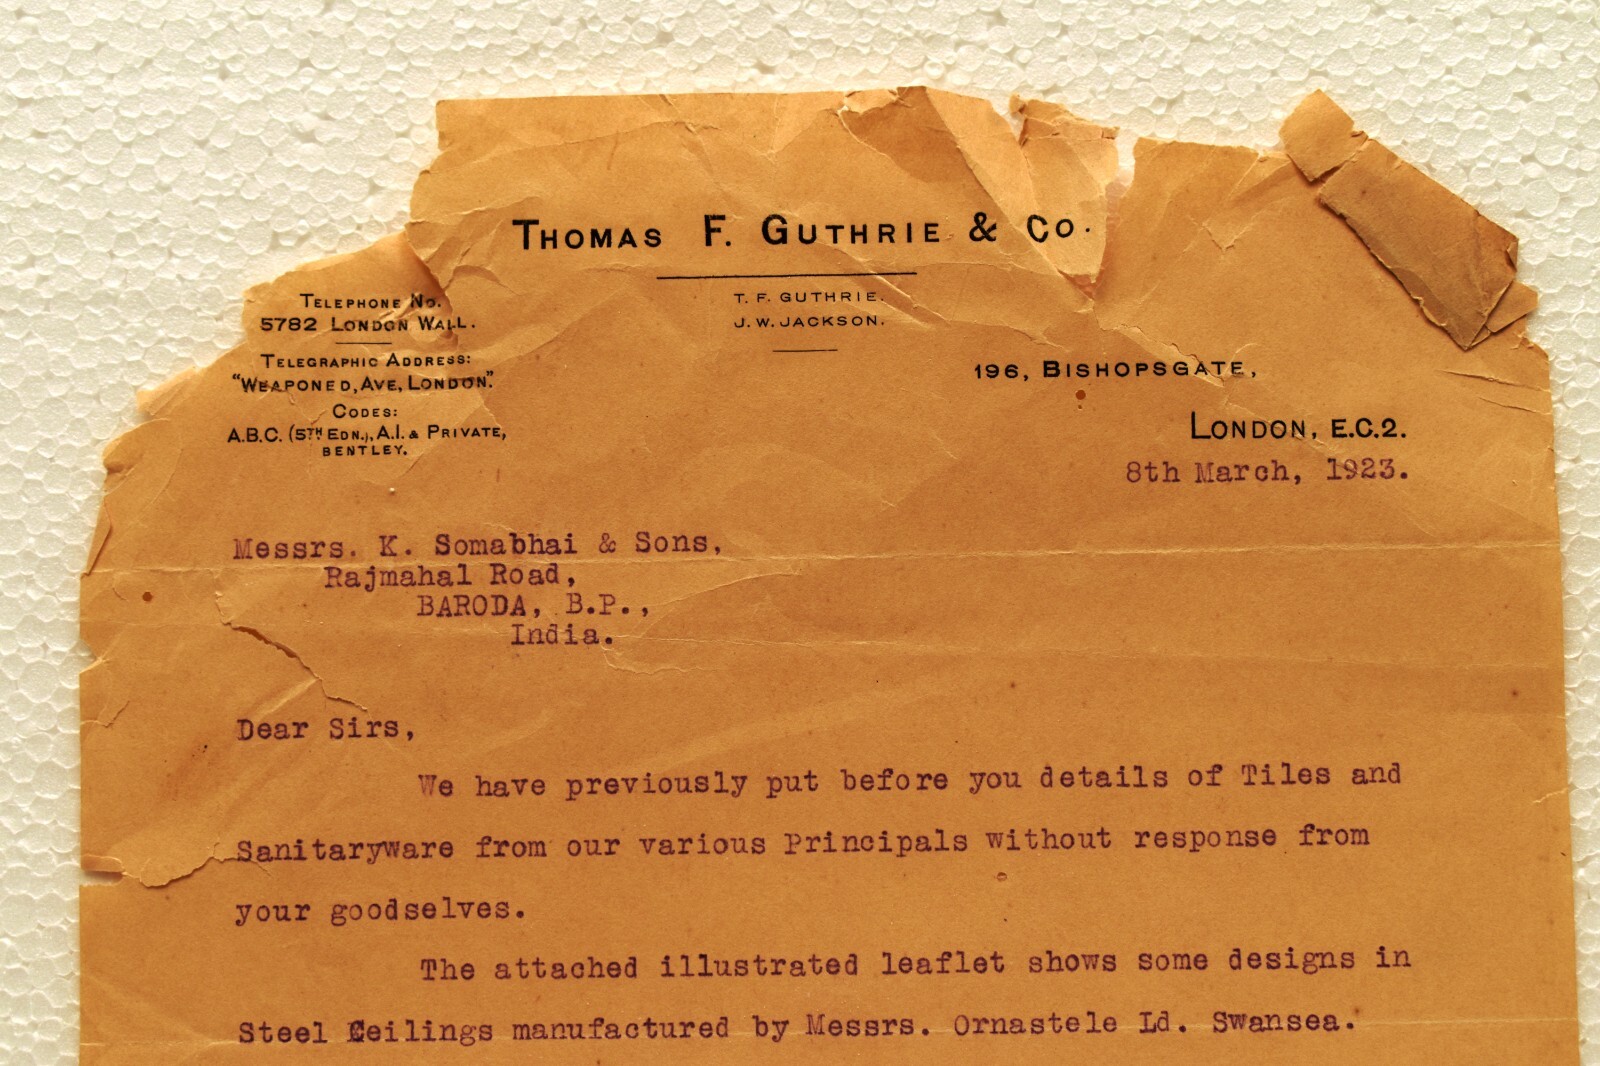 THOMAS F. GUTHRIE & CO.
T. F. GUTHRIE.
J. W. JACKSON.
TELEPHONE NO.
5782 LONDON WALL.
TELEGRAPHIC ADDRESS:
"WEAPONED, AVE, LONDON."
CODES:
A.B.C. (5TH EDN.), A.I. & PRIVATE,
BENTLEY.
196, BISHOPSGATE,
LONDON, E.C.2.
8th March, 1923.
Messrs. K. Somabhai & Sons,
Rajmahal Road,
BARODA, B.P.,
India.
Dear Sirs,
We have previously put before you details of Tiles and
Sanitaryware from our various Principals without response from
your goodselves.
The attached illustrated leaflet shows some designs in
Steel Ceilings manufactured by Messrs. Ornastele Ld. Swansea.